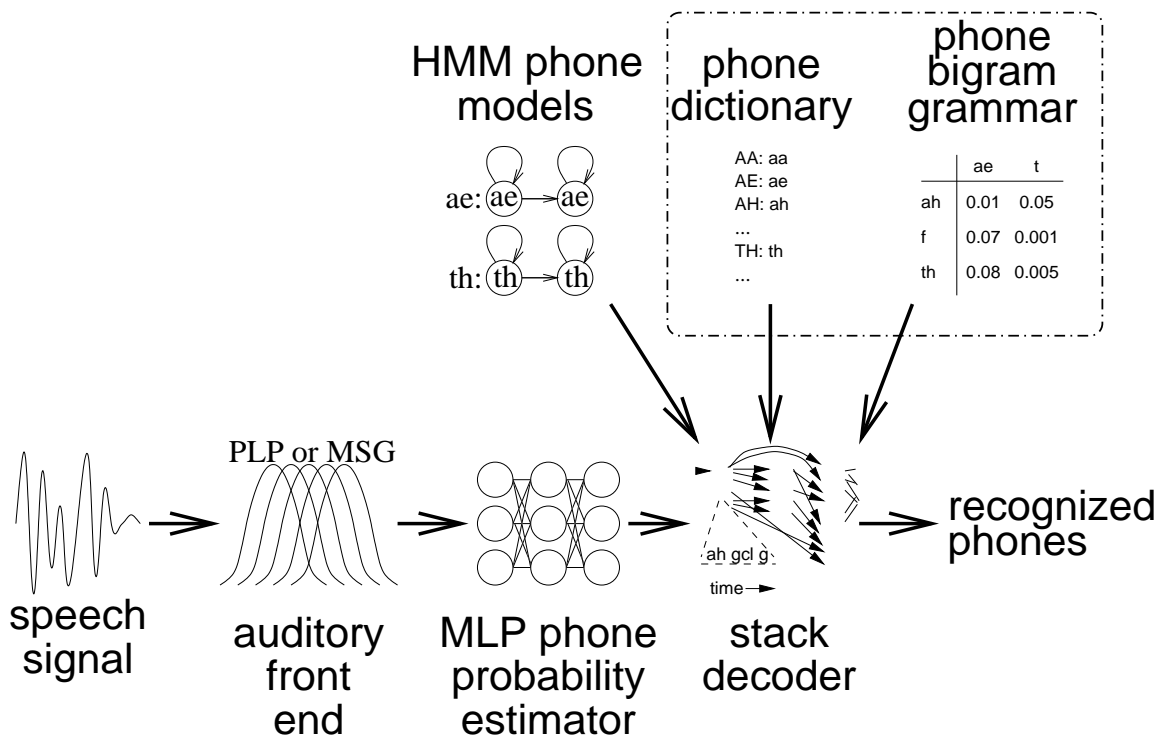 HMM phone
models
ae: ae ae
th: th th
phone
dictionary
AA: aa
AE: ae
AH: ah
...
TH: th
...
phone
bigram
grammar
ae t
ah 0.01 0.05
f 0.07 0.001
th 0.08 0.005
speech
signal
PLP or MSG
auditory
front
end
MLP phone
probability
estimator
ah gcl g
time
stack
decoder
recognized
phones